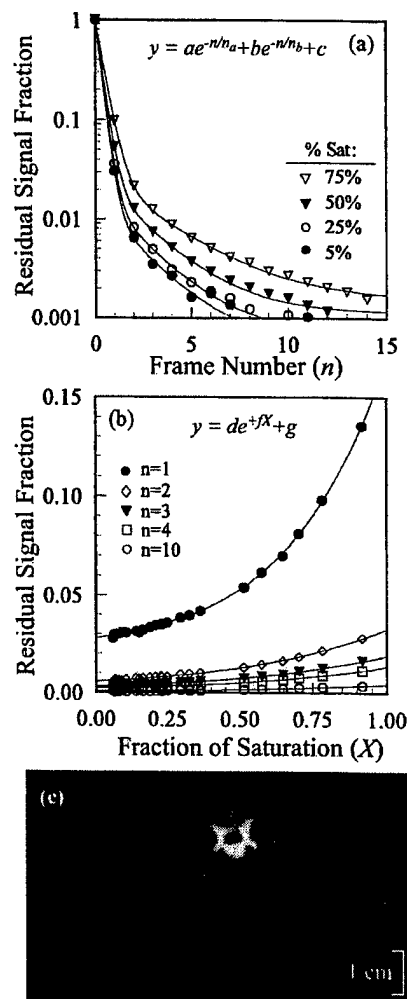 (a)
y = ae^{-n/n_a}+be^{-n/n_b}+c
Residual Signal Fraction
1
0.1
0.01
0.001
% Sat:
75%
50%
25%
5%
0 5 10 15
Frame Number (n)
(b)
y = de^{+fX}+g
Residual Signal Fraction
0.15
0.10
0.05
0.00
n=1
n=2
n=3
n=4
n=10
0.00 0.25 0.50 0.75 1.00
Fraction of Saturation (X)
(c)
1 cm